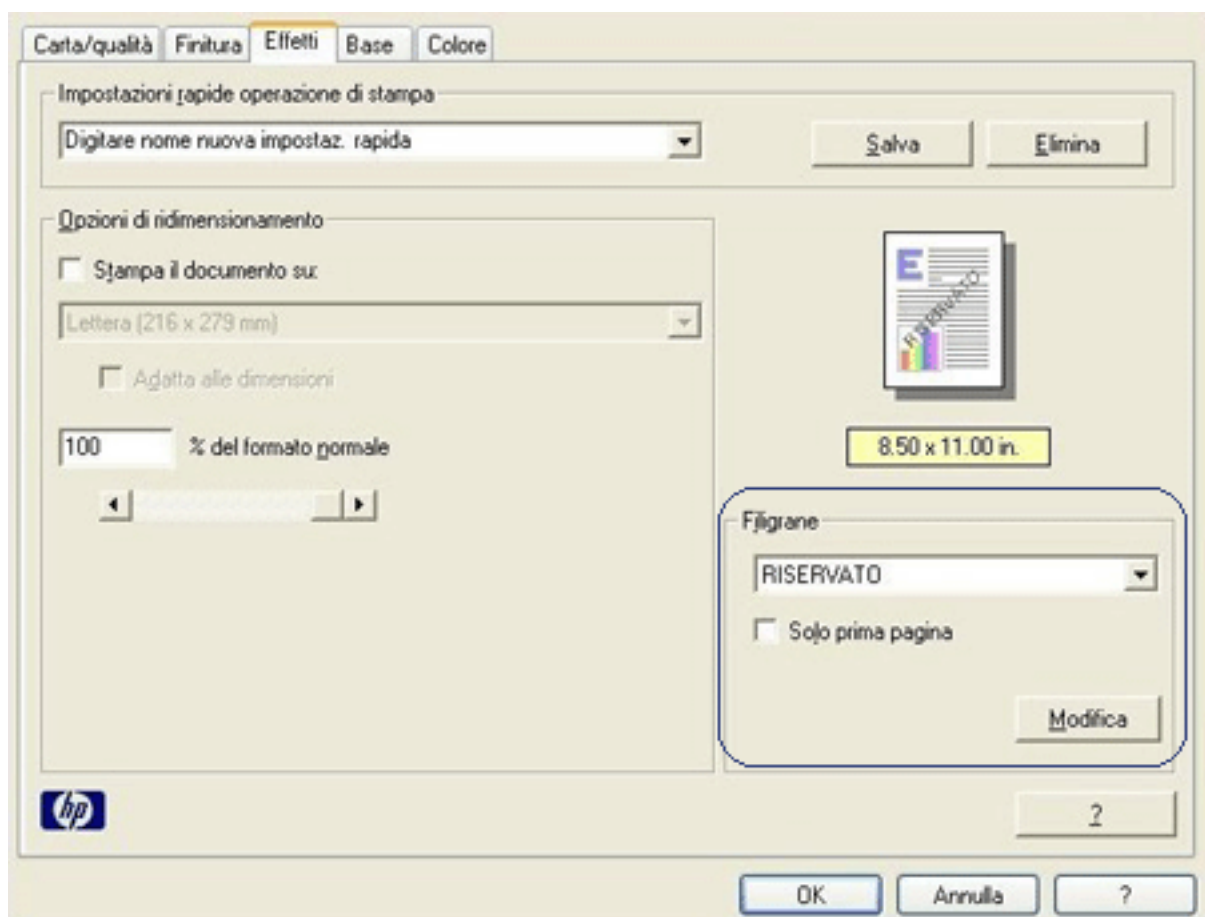 Carta/qualità Finitura Effetti Base Colore
Impostazioni rapide operazione di stampa
Digitare nome nuova impostaz. rapida Salva Elimina
Opzioni di ridimensionamento
Stampa il documento su:
Lettera (216 x 279 mm)
Adatta alle dimensioni
100 % del formato normale
E
RISERVATO
8.50 x 11.00 in.
Filigrane
RISERVATO
Solo prima pagina
Modifica
hp
?
OK Annulla ?